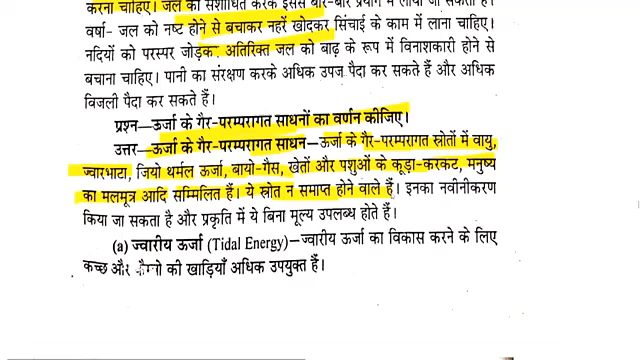 करना चाहिए। जल को संशोधित करके इसे बार-बार प्रयोग में लाया जा सकता है।
वर्षा- जल को नष्ट होने से बचाकर नहरें खोदकर सिंचाई के काम में लाना चाहिए।
नदियों को परस्पर जोड़कर अतिरिक्त जल को बाढ़ के रूप में विनाशकारी होने से
बचाना चाहिए। पानी का संरक्षण करके अधिक उपज पैदा कर सकते हैं और अधिक
बिजली पैदा कर सकते हैं।
प्रश्न—ऊर्जा के गैर-परम्परागत साधनों का वर्णन कीजिए।
उत्तर—ऊर्जा के गैर-परम्परागत साधन— ऊर्जा के गैर-परम्परागत स्रोतों में वायु,
ज्वारभाटा, जियो थर्मल ऊर्जा, बायो-गैस, खेतों और पशुओं के कूड़ा-करकट, मनुष्य
का मलमूत्र आदि सम्मिलित हैं। ये स्रोत न समाप्त होने वाले हैं। इनका नवीनीकरण
किया जा सकता है और प्रकृति में ये बिना मूल्य उपलब्ध होते हैं।
(a) ज्वारीय ऊर्जा (Tidal Energy)—ज्वारीय ऊर्जा का विकास करने के लिए
कच्छ और की खाड़ियाँ अधिक उपयुक्त हैं।